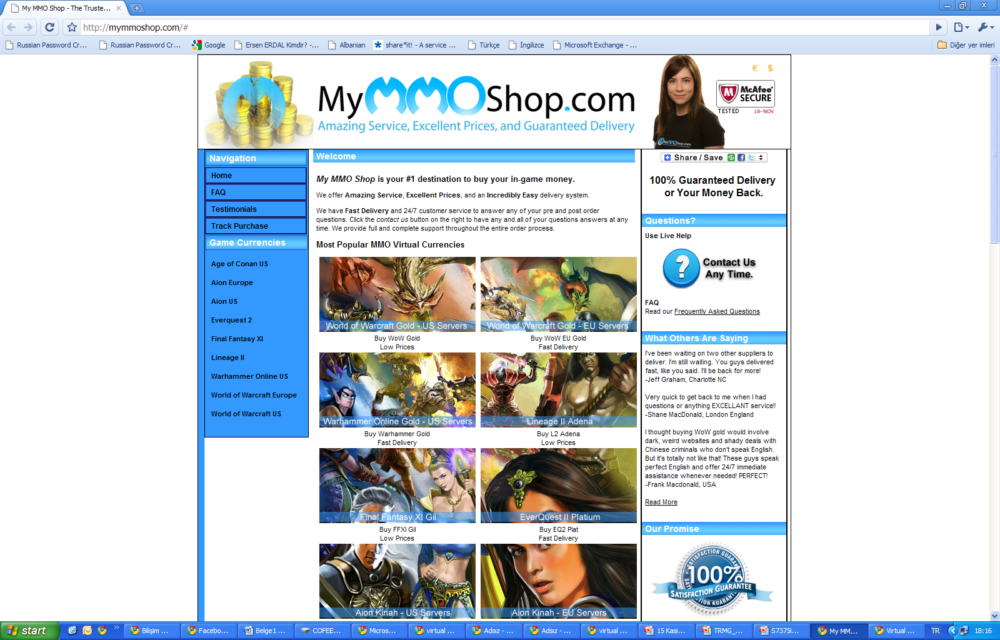 My MMO Shop - The Truste...
http://mymmoshop.com/#
Russian Password Cr...
Russian Password Cr...
Google
Ersen ERDAL Kimdir? -...
Albanian
share*it! - A service ...
Türkçe
İngilizce
Microsoft Exchange - ...
Diğer yer imleri
MyMMOShop.com
Amazing Service, Excellent Prices, and Guaranteed Delivery
€ $
McAfee
SECURE
TESTED 18-NOV
MyMMOShop.com
Navigation
Home
FAQ
Testimonials
Track Purchase
Game Currencies
Age of Conan US
Aion Europe
Aion US
Everquest 2
Final Fantasy XI
Lineage II
Warhammer Online US
World of Warcraft Europe
World of Warcraft US
Welcome
My MMO Shop is your #1 destination to buy your in-game money.
We offer Amazing Service, Excellent Prices, and an Incredibly Easy delivery system.
We have Fast Delivery and 24/7 customer service to answer any of your pre and post order
questions. Click the contact us button on the right to have any and all of your questions answers at any
time. We provide full and complete support throughout the entire order process.
Most Popular MMO Virtual Currencies
World of Warcraft Gold - US Servers
Buy WoW Gold
Low Prices
World of Warcraft Gold - EU Servers
Buy WoW EU Gold
Fast Delivery
Warhammer Online Gold - US Servers
Buy Warhammer Gold
Fast Delivery
Lineage II Adena
Buy L2 Adena
Low Prices
Final Fantasy XI Gil
Buy FFXI Gil
Low Prices
EverQuest II Platium
Buy EQ2 Plat
Fast Delivery
Aion Kinah - US Servers
Aion Kinah - EU Servers
Share / Save
100% Guaranteed Delivery
or Your Money Back.
Questions?
Use Live Help
Contact Us
Any Time.
FAQ
Read our Frequently Asked Questions
What Others Are Saying
I've been waiting on two other suppliers to
deliver. I'm still waiting. You guys delivered
fast, like you said. I'll be back for more!
-Jeff Graham, Charlotte NC
Very quick to get back to me when I had
questions or anything EXCELLANT service!!
-Shane MacDonald, London England
I thought buying WoW gold would involve
dark, weird websites and shady deals with
Chinese criminals who don't speak English.
But it's totally not like that! These guys speak
perfect English and offer 24/7 immediate
assistance whenever needed! PERFECT!
-Frank Macdonald, USA
Read More
Our Promise
SATISFACTION GUARANTEE
100%
SATISFACTION GUARANTEE
start
Bilişim ...
Facebo...
Belge1 ...
COFEE...
Micros...
virtual ...
Adsız - ...
Adsız - ...
virtual ...
15 Kasi...
TRMG_...
S7375i...
My MM...
Virtual ...
TR
18:16